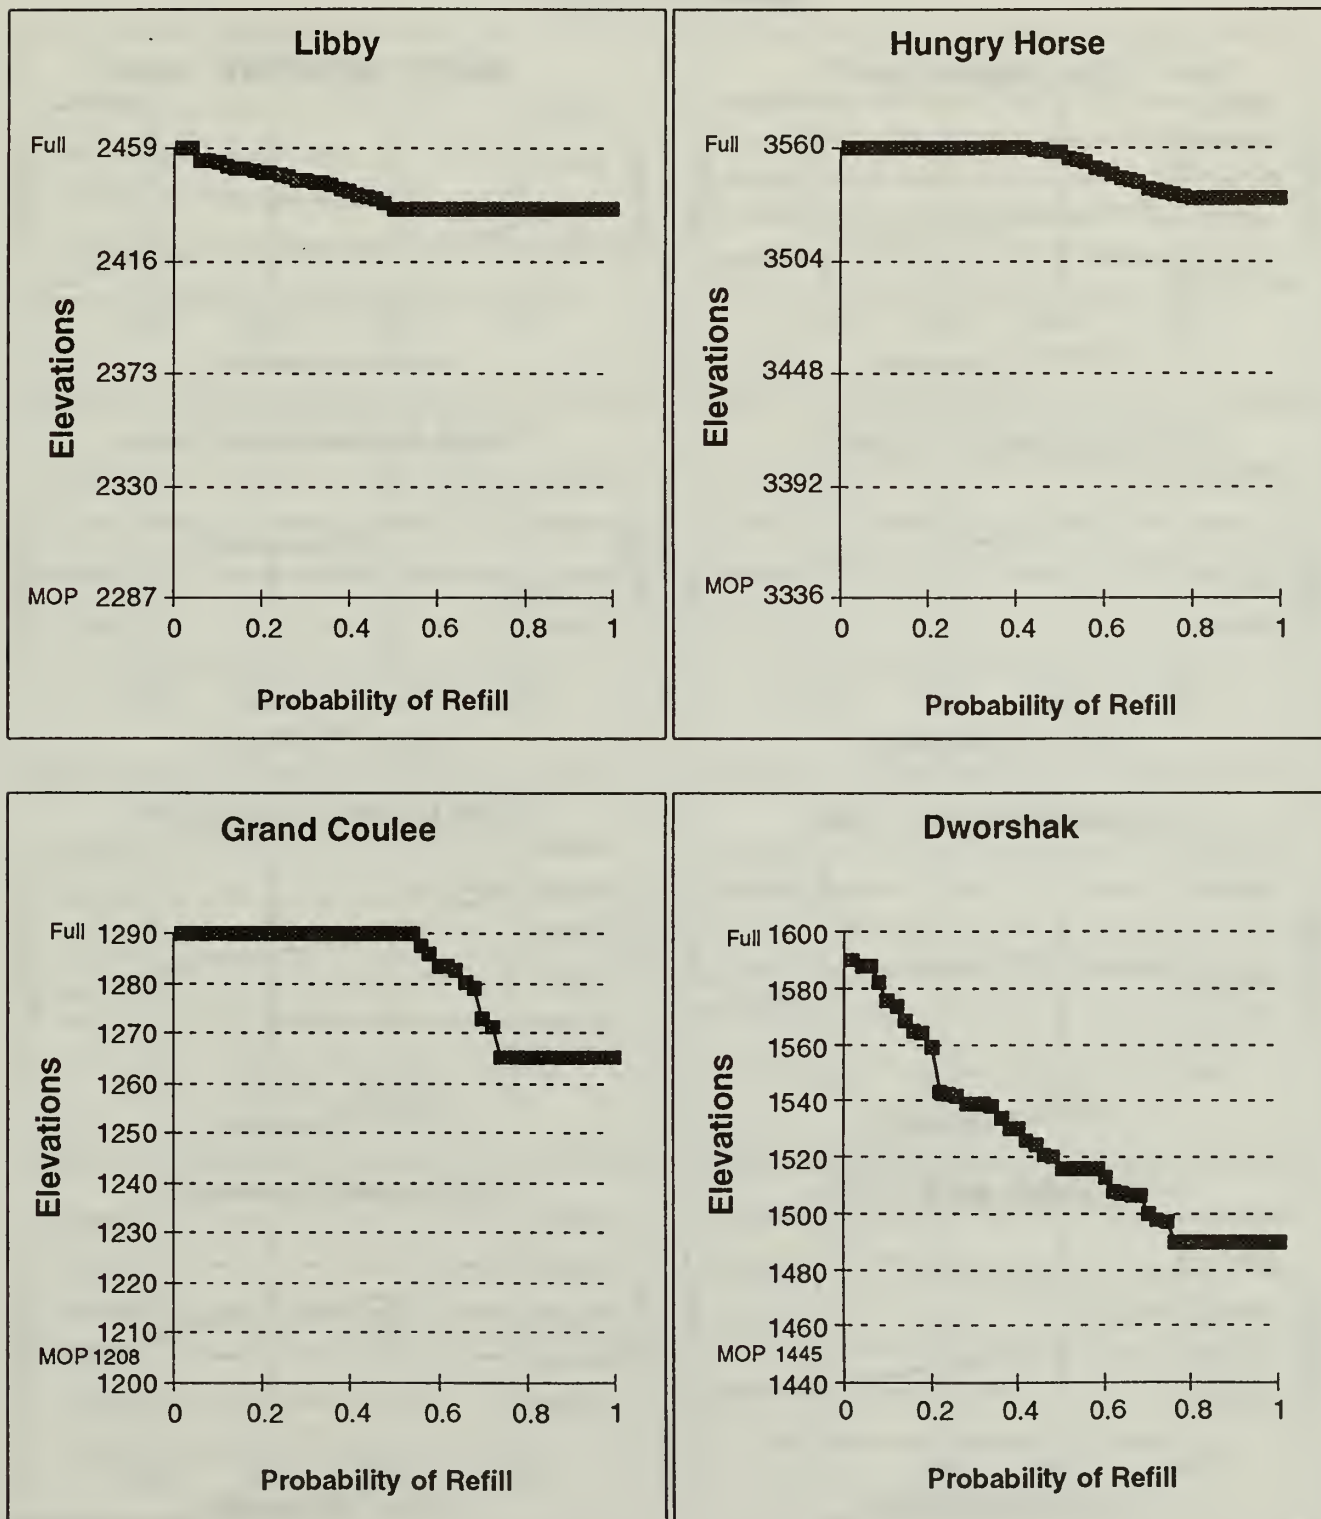 Libby
Full 2459
2416
2373
2330
MOP 2287
Elevations
0 0.2 0.4 0.6 0.8 1
Probability of Refill
Hungry Horse
Full 3560
3504
3448
3392
MOP 3336
Elevations
0 0.2 0.4 0.6 0.8 1
Probability of Refill
Grand Coulee
Full 1290
1280
1270
1260
1250
1240
1230
1220
1210
MOP 1208
1200
Elevations
0 0.2 0.4 0.6 0.8 1
Probability of Refill
Dworshak
Full 1600
1580
1560
1540
1520
1500
1480
1460
MOP 1445
1440
Elevations
0 0.2 0.4 0.6 0.8 1
Probability of Refill